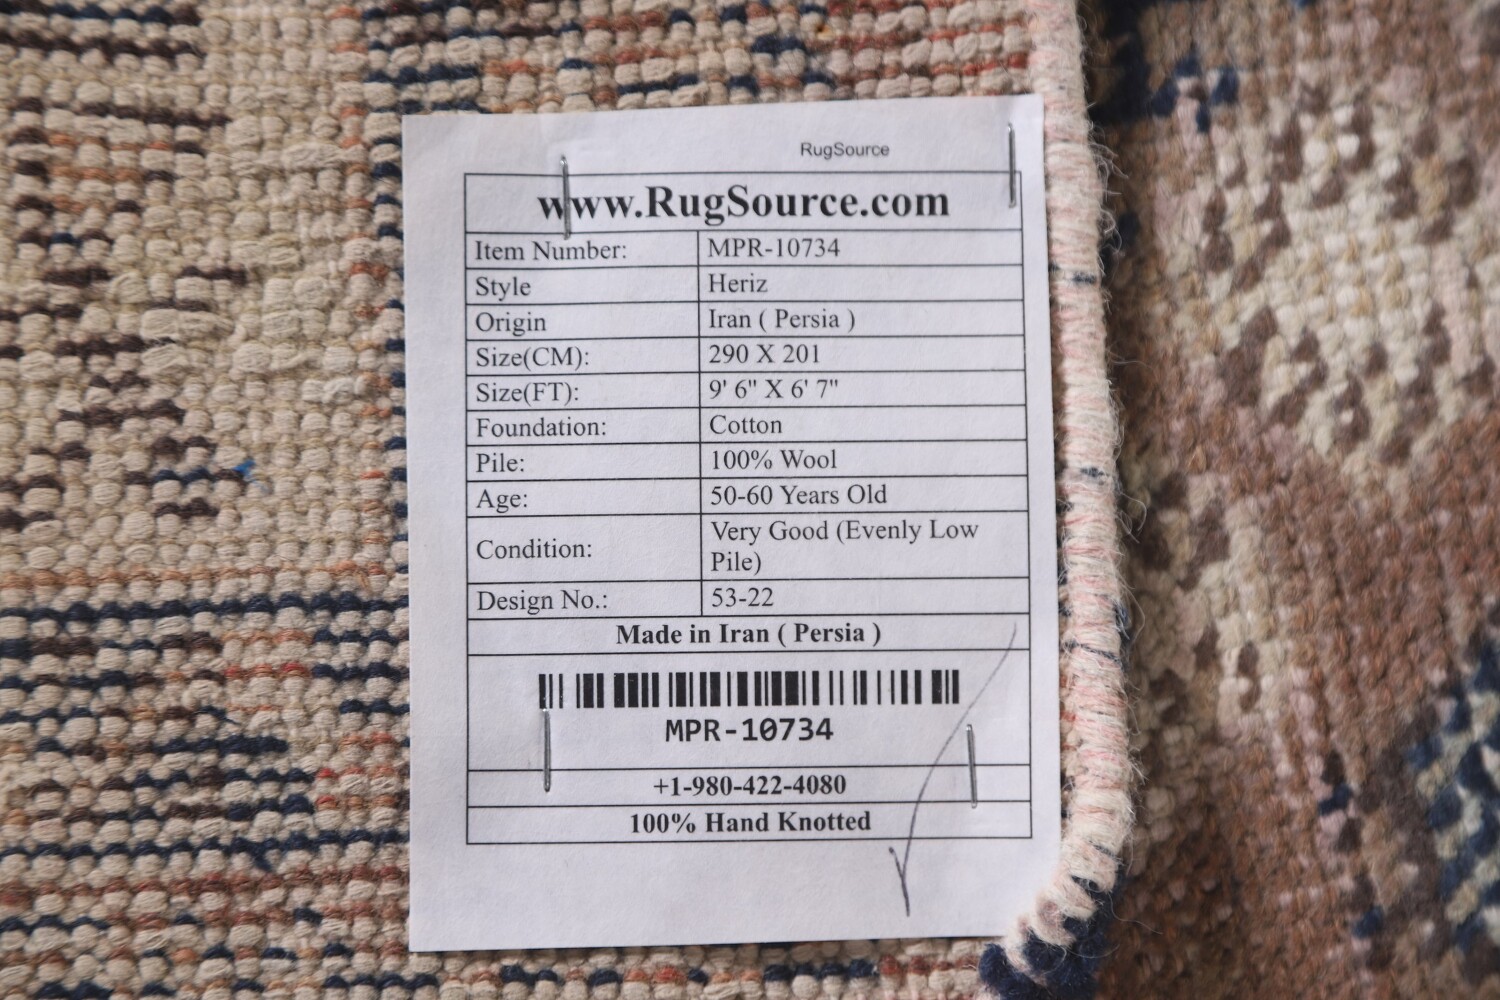 RugSource
www.RugSource.com
Item Number: MPR-10734
Style Heriz
Origin Iran ( Persia )
Size(CM): 290 X 201
Size(FT): 9' 6" X 6' 7"
Foundation: Cotton
Pile: 100% Wool
Age: 50-60 Years Old
Condition: Very Good (Evenly Low
Pile)
Design No.: 53-22
Made in Iran ( Persia )
MPR-10734
+1-980-422-4080
100% Hand Knotted